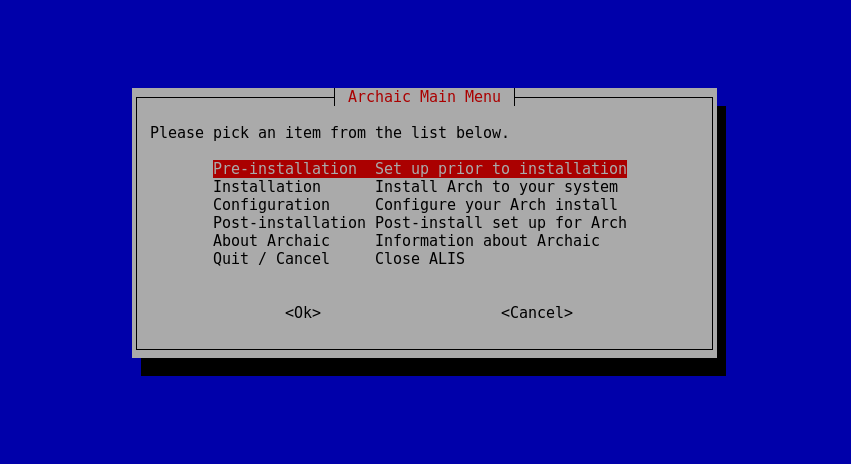 Archaic Main Menu
Please pick an item from the list below.
Pre-installation Set up prior to installation
Installation Install Arch to your system
Configuration Configure your Arch install
Post-installation Post-install set up for Arch
About Archaic Information about Archaic
Quit / Cancel Close ALIS
<Ok> <Cancel>